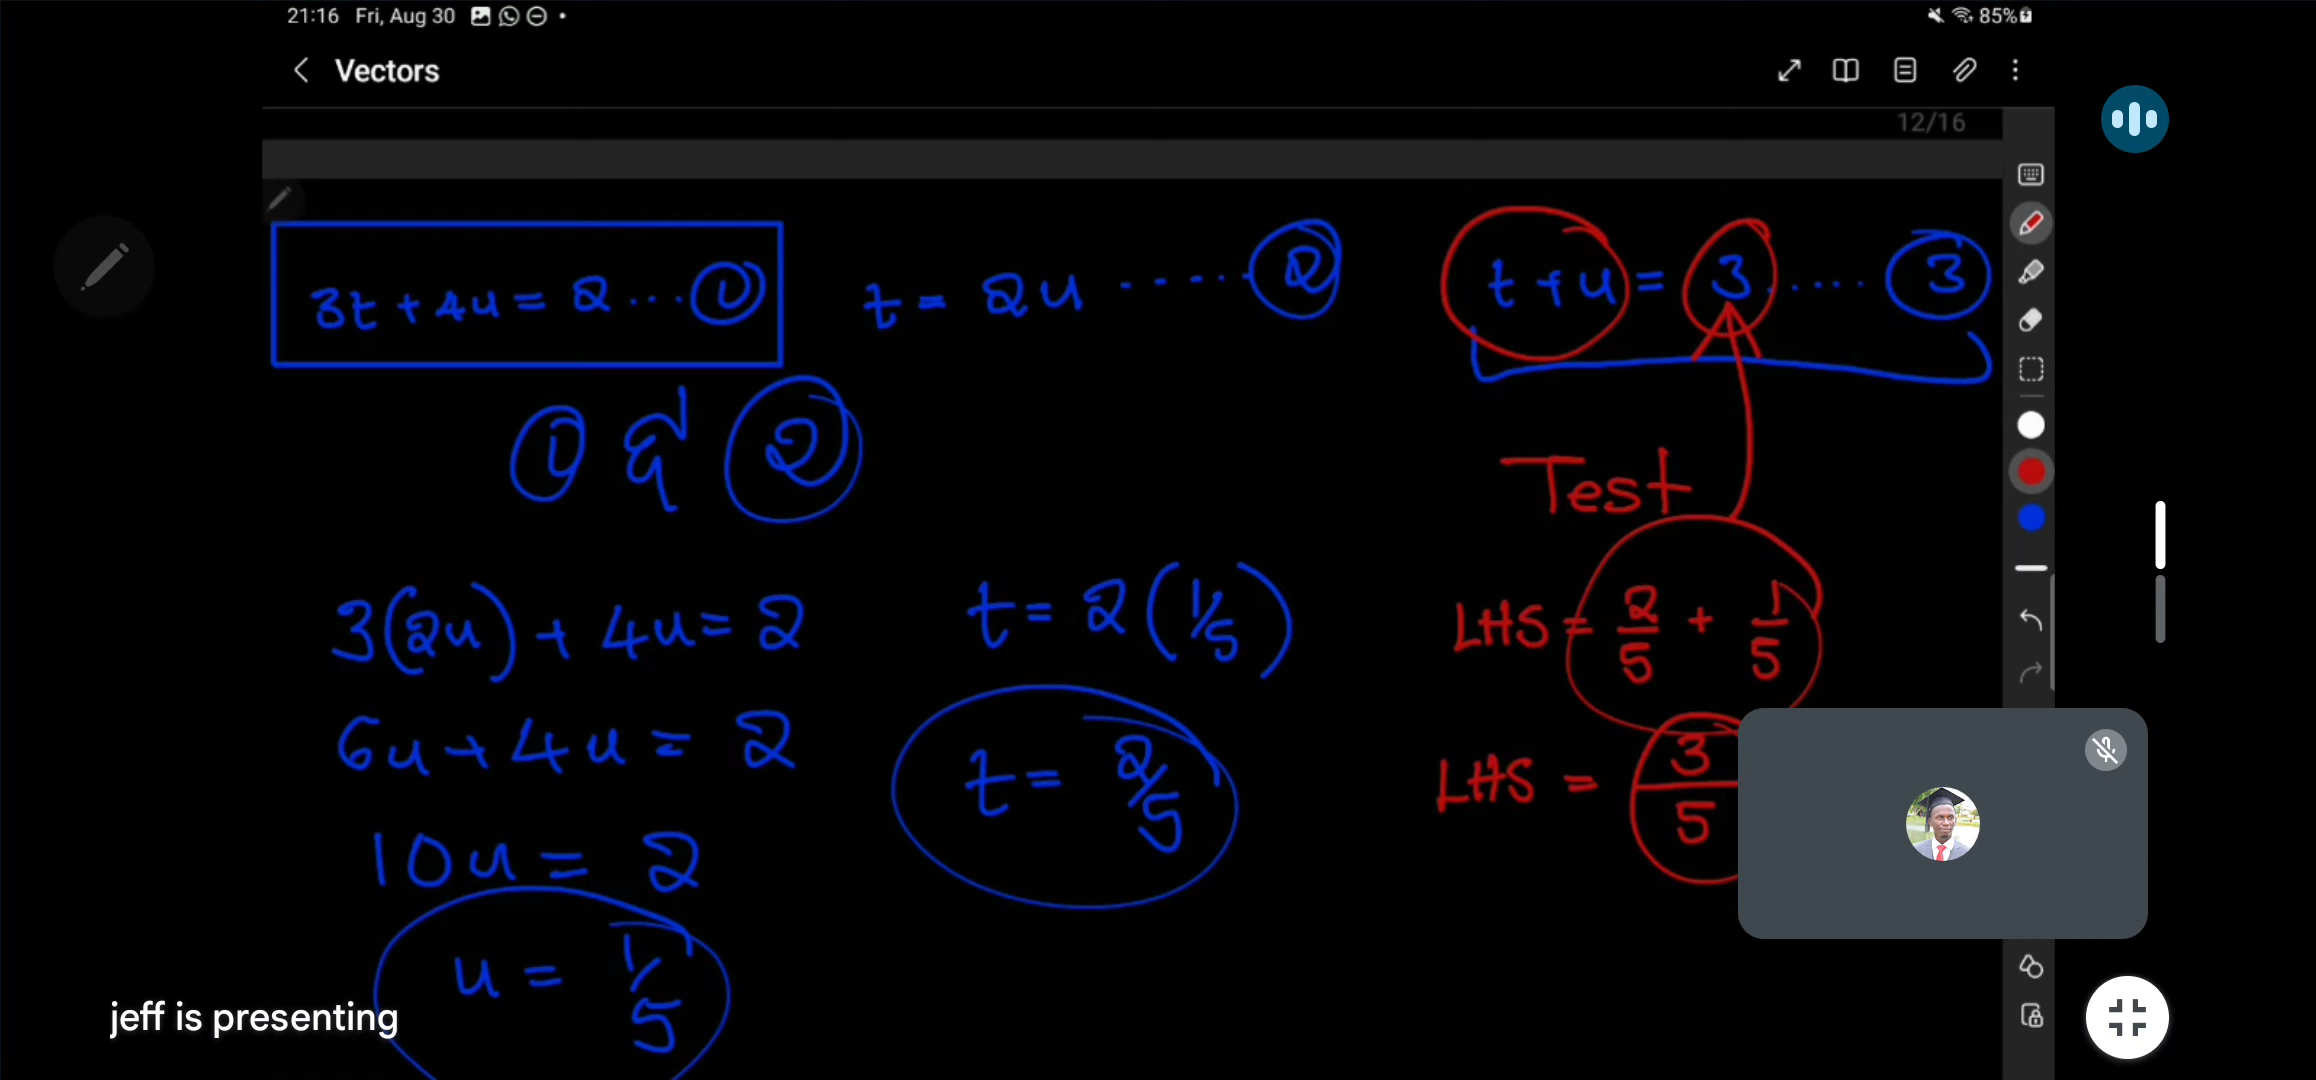 21:16 Fri, Aug 30 85%
Vectors
12/16
3t + 4u = 2 ... ①
t = 2u ..... ②
t + u = 3 ..... ③
① & ②
Test
3(2u) + 4u = 2
t = 2(1/5)
LHS = 2/5 + 1/5
6u + 4u = 2
t = 2/5
LHS = 3/5
10u = 2
u = 1/5
jeff is presenting